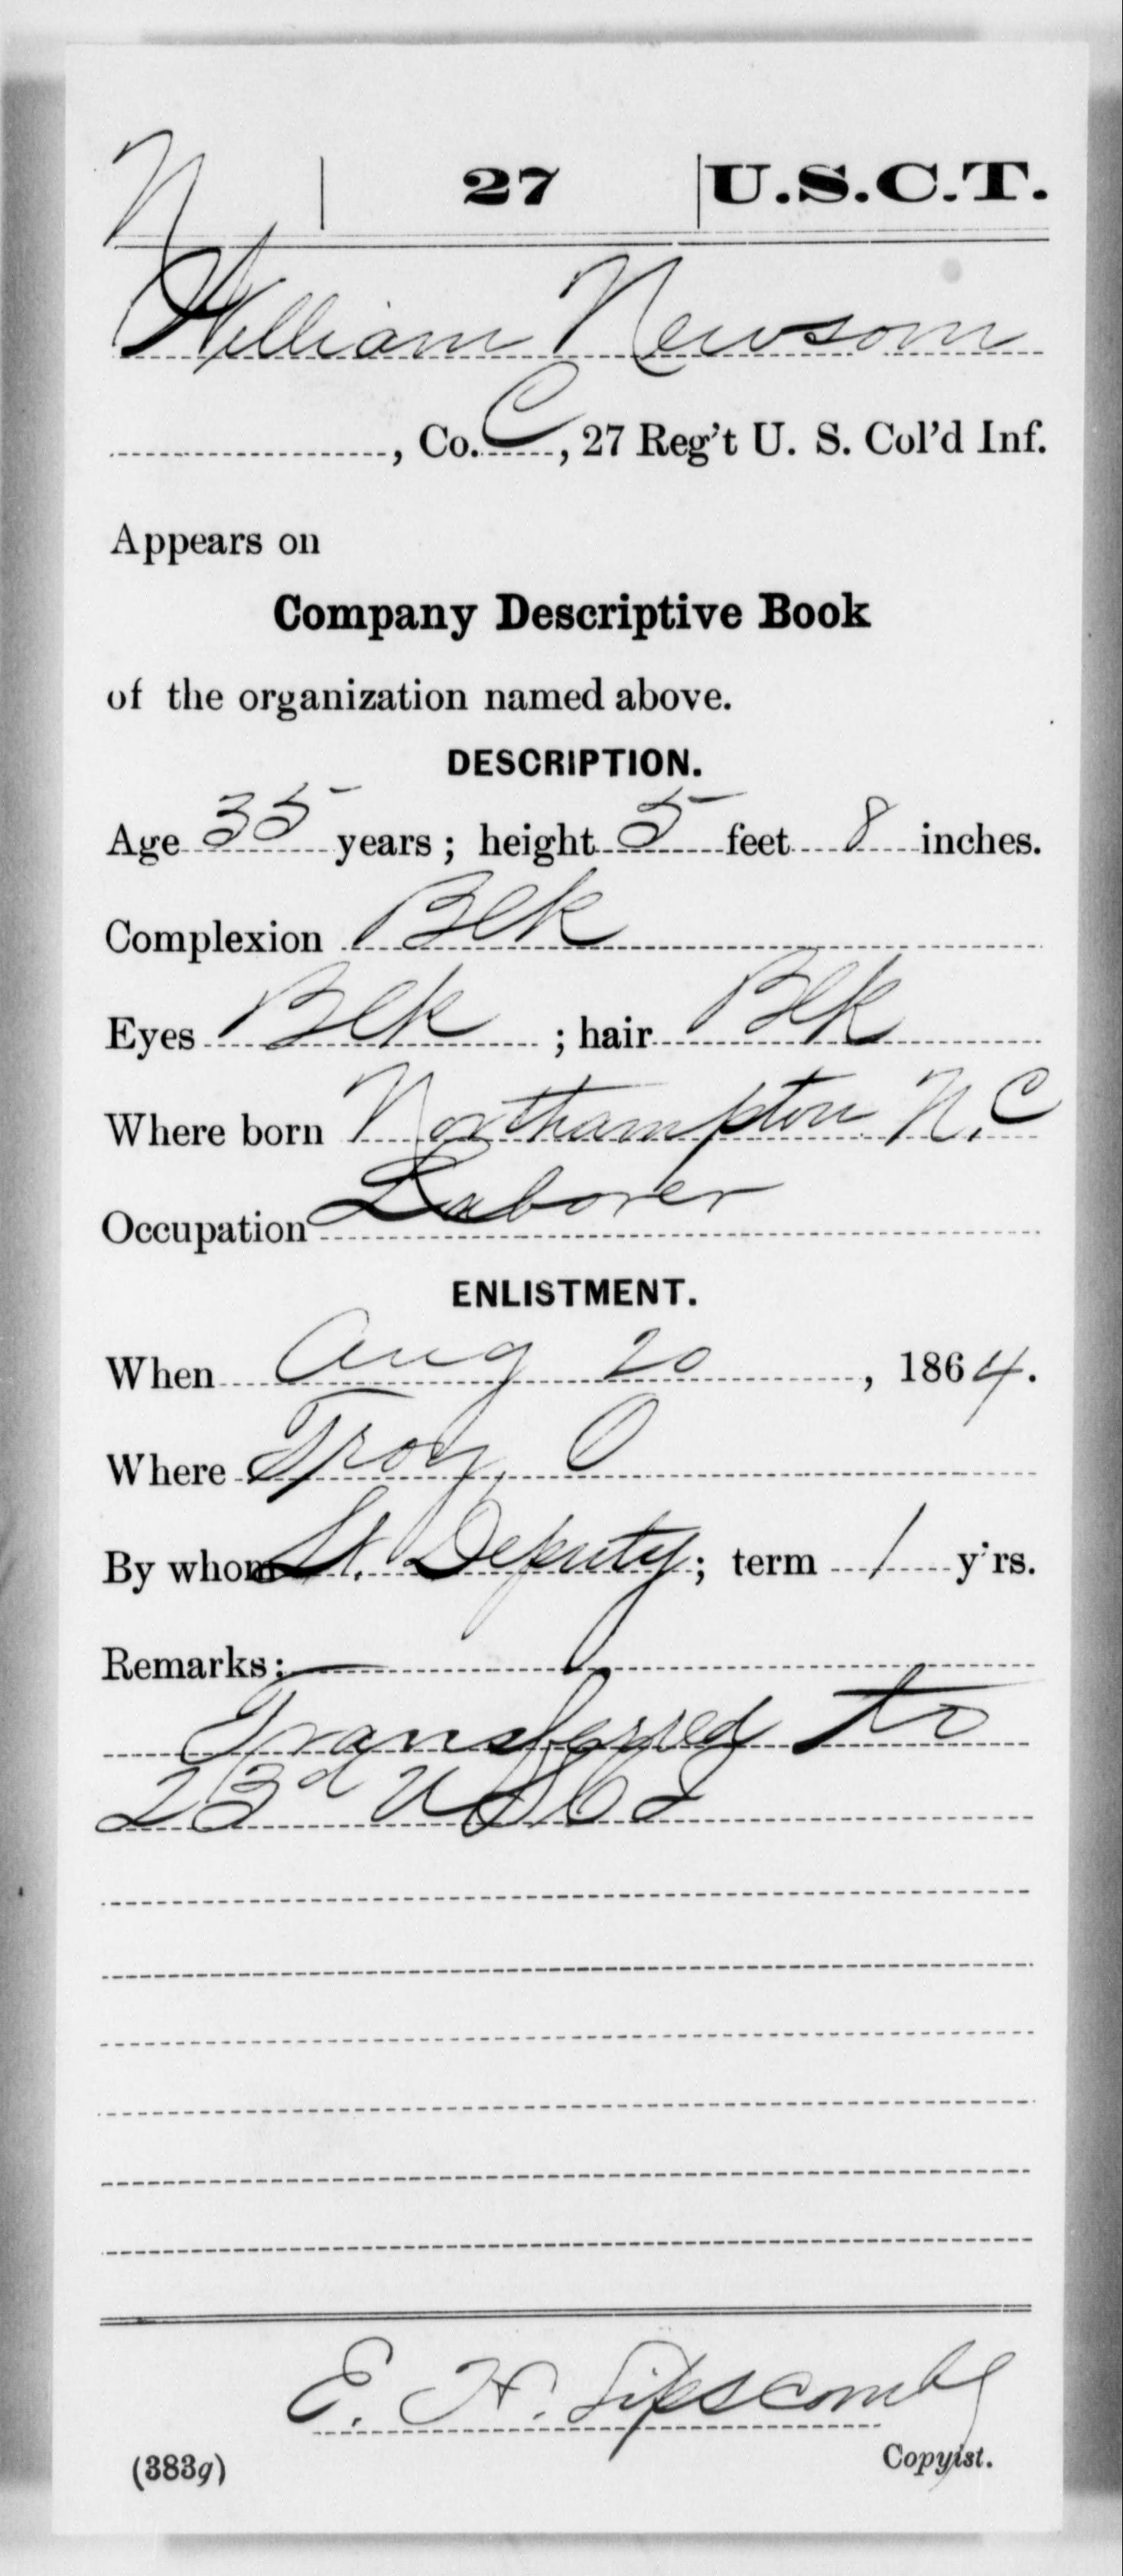 N | 27 | U.S.C.T.
William Newsom
, Co. C, 27 Reg't U. S. Col'd Inf.
Appears on
Company Descriptive Book
of the organization named above.
DESCRIPTION.
Age 35 years; height 5 feet 8 inches.
Complexion Blk
Eyes Blk ; hair Blk
Where born Northampton N.C
Occupation Laborer
ENLISTMENT.
When Aug 20, 1864.
Where Troy, O
By whom Deputy; term 1 y'rs.
Remarks:
Transferred to
23d
E. H. Lipscomb
Copyist.
(383g)